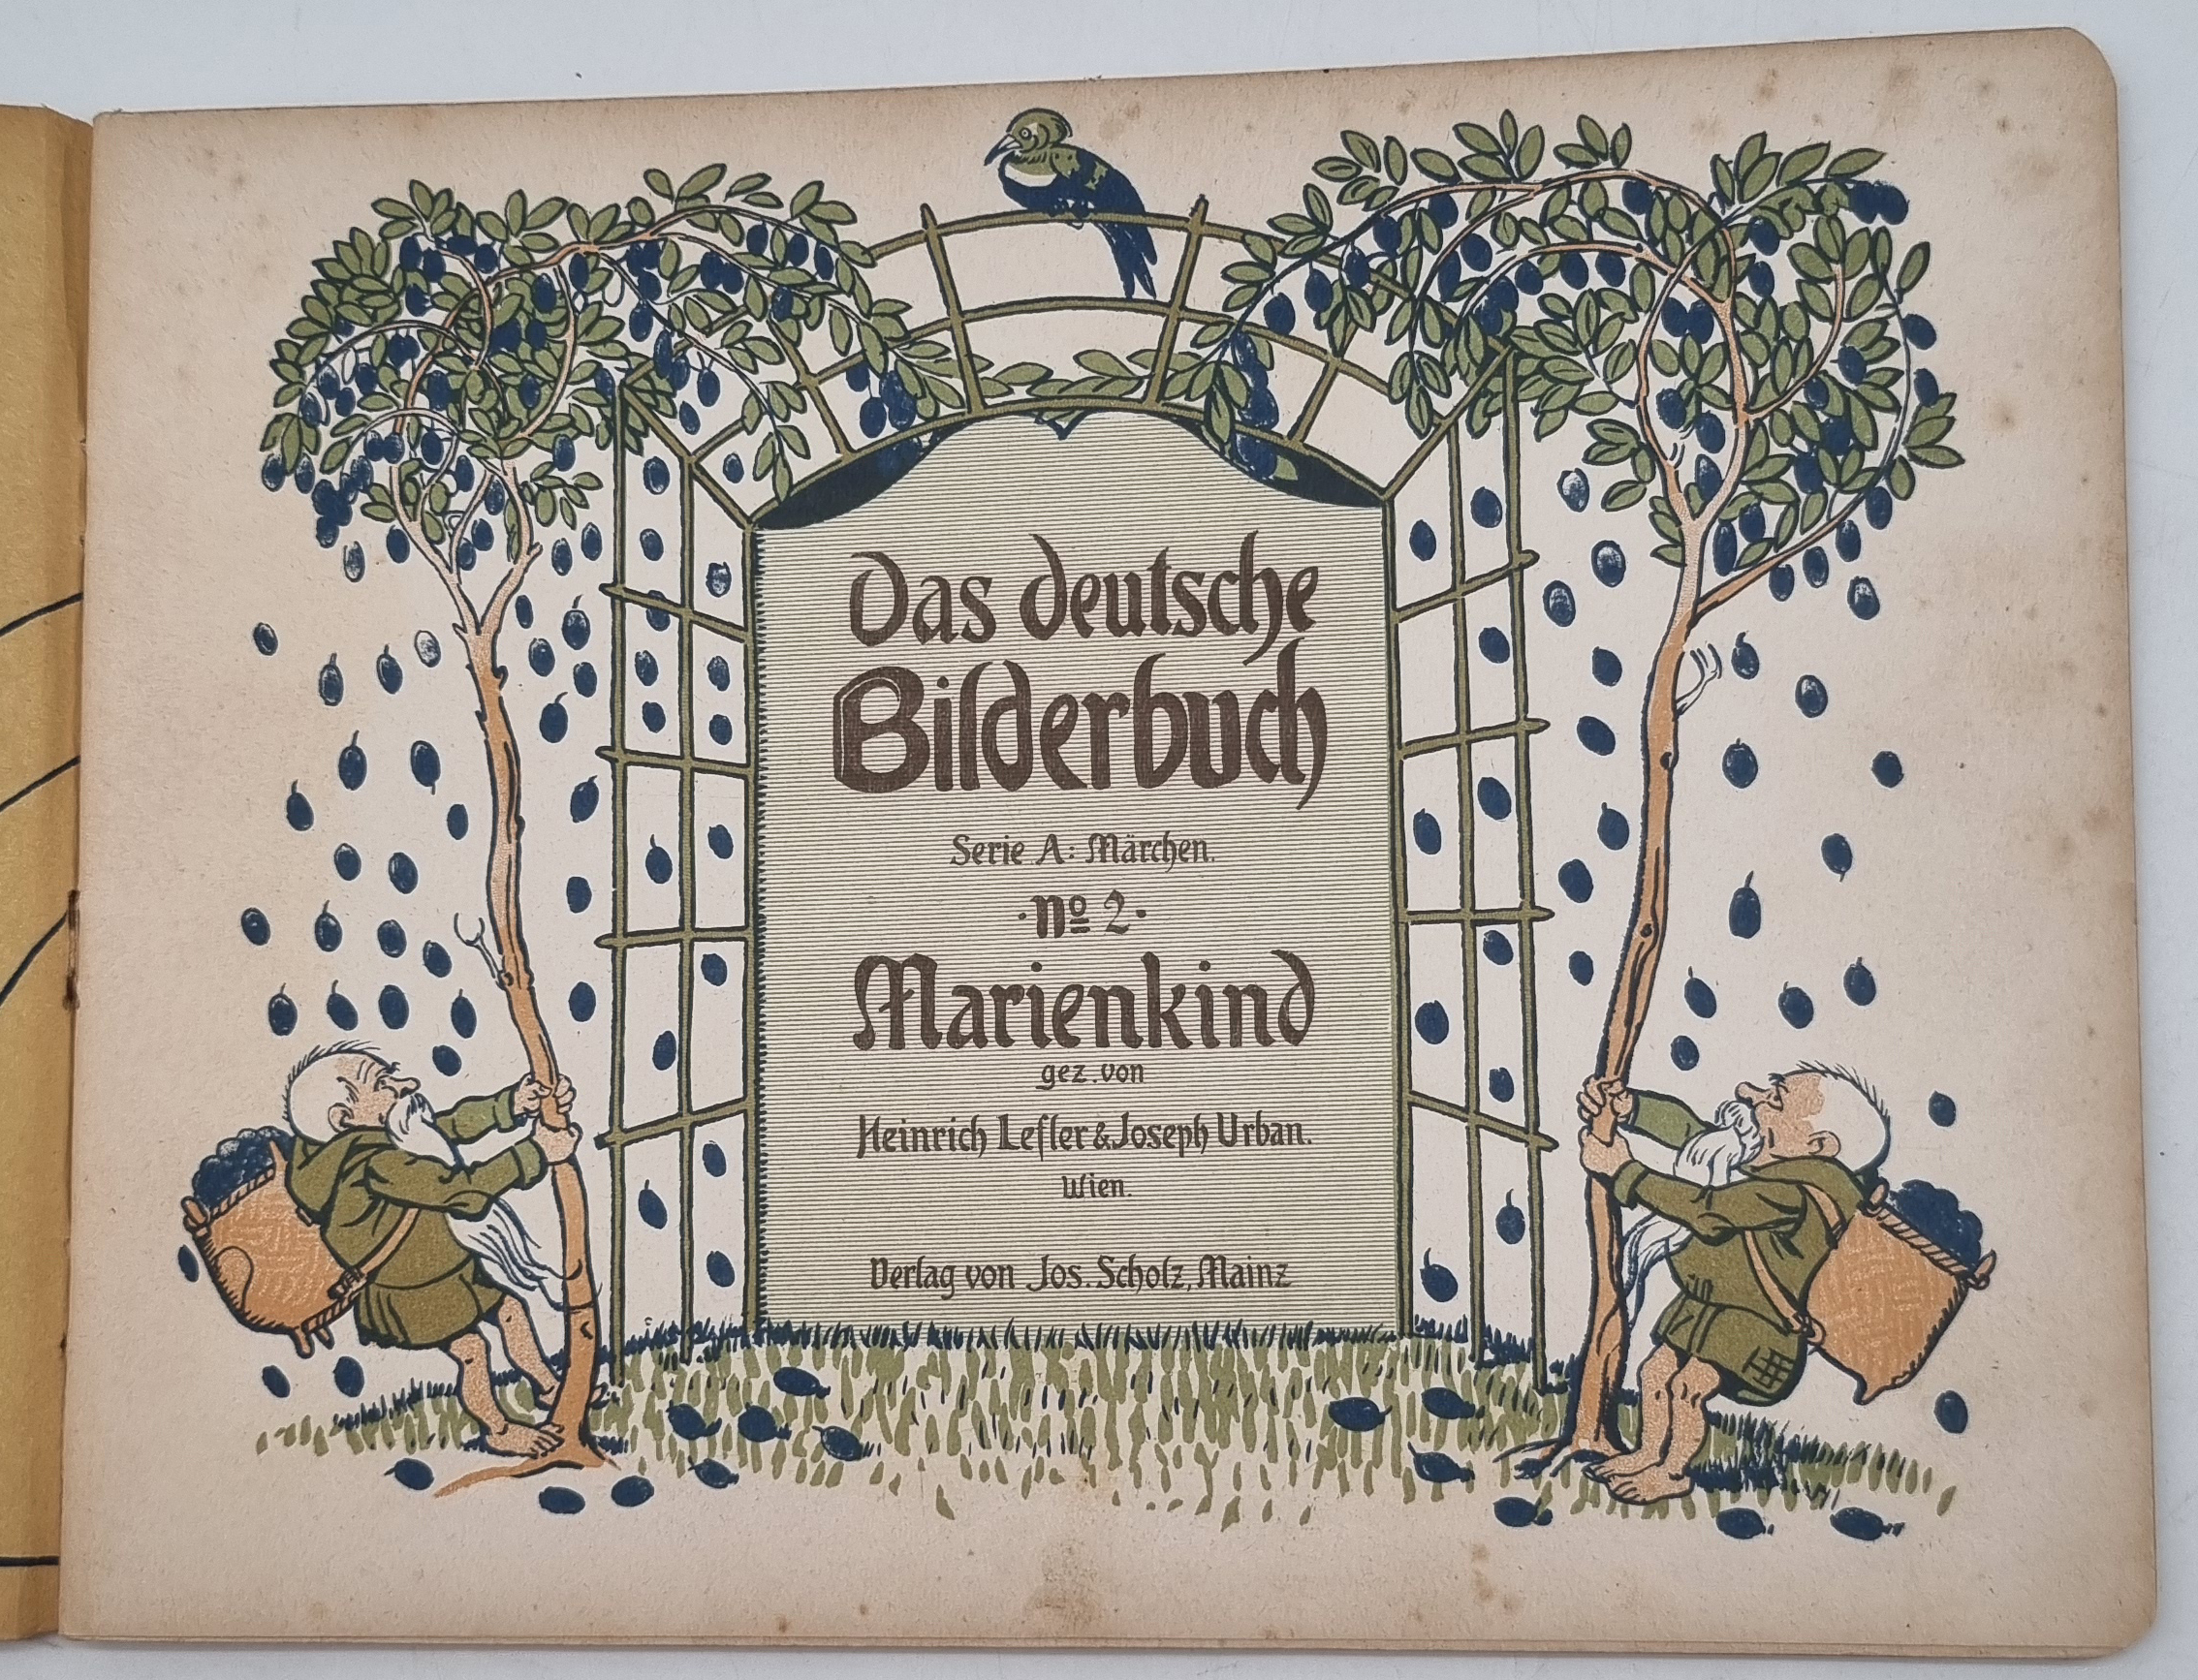 Das deutsche
Bilderbuch
Serie A: Märchen.
·No 2·
Marienkind
gez. von
Heinrich Lefler & Joseph Urban.
Wien.
Verlag von Jos. Scholz, Mainz